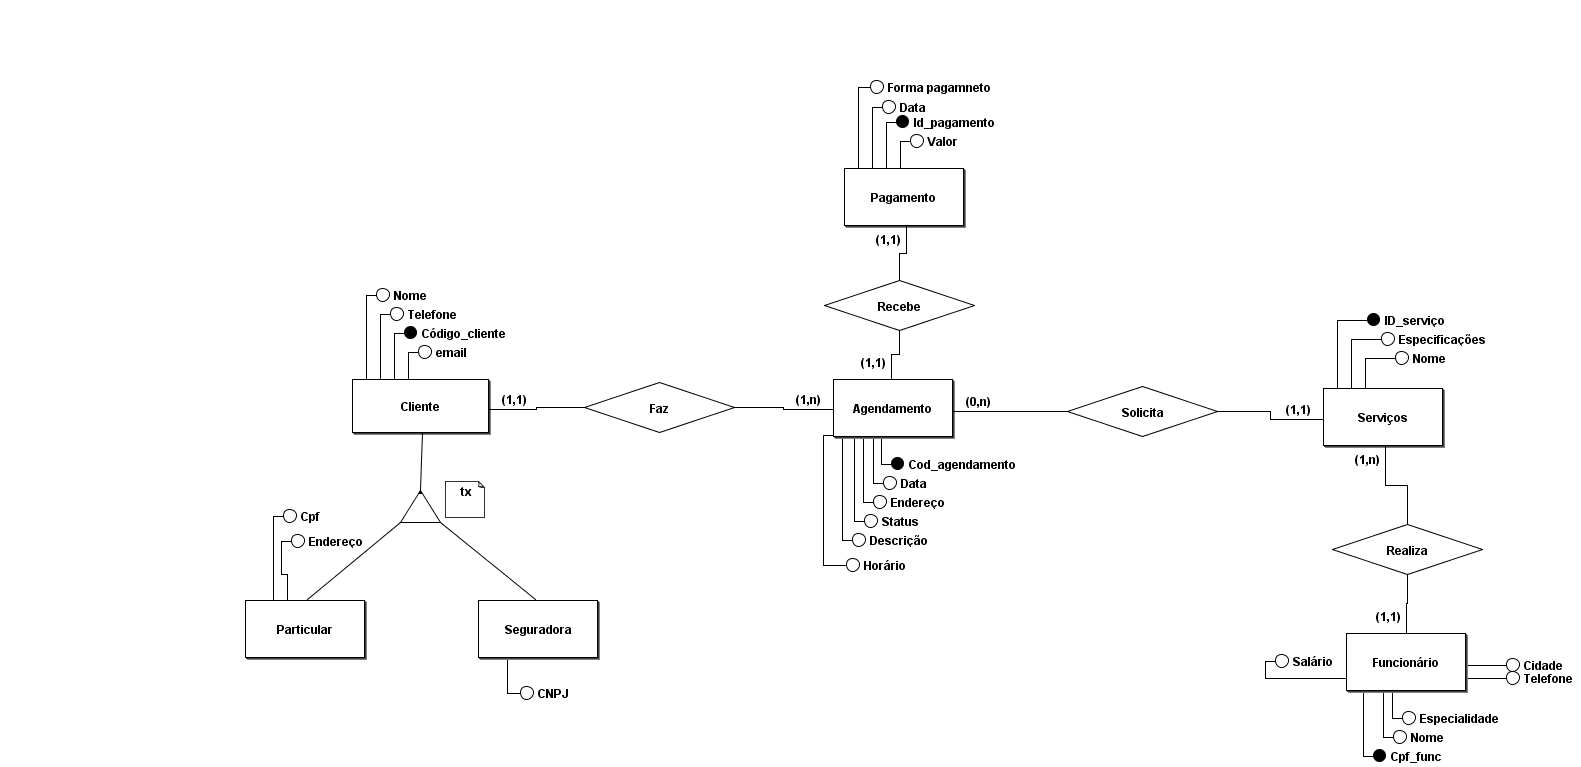 Forma pagamneto
Data
Id_pagamento
Valor
Pagamento
(1,1)
Recebe
(1,1)
Nome
Telefone
Código_cliente
email
Cliente
(1,1)
Faz
(1,n)
Agendamento
(0,n)
Solicita
(1,1)
ID_serviço
Especificações
Nome
Serviços
(1,n)
Cod_agendamento
Data
Endereço
Status
Descrição
Horário
tx
Cpf
Endereço
Particular
Seguradora
CNPJ
Realiza
(1,1)
Funcionário
Salário
Cidade
Telefone
Especialidade
Nome
Cpf_func